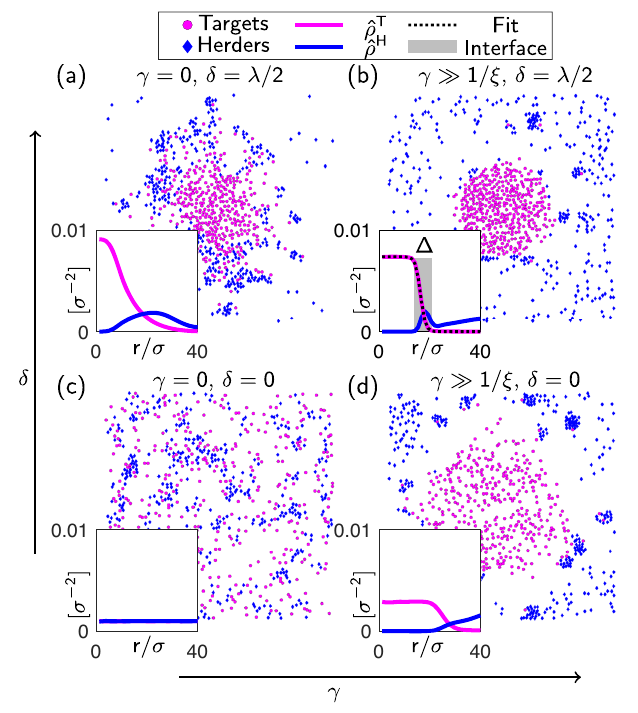 Targets ρ̂ᵀ Fit
Herders ρ̂ᴴ Interface
(a) γ = 0, δ = λ/2
(b) γ ≫ 1/ξ, δ = λ/2
0.01
[σ⁻²]
0
0 r/σ 40
0.01
Δ
[σ⁻²]
0
0 r/σ 40
δ
(c) γ = 0, δ = 0
(d) γ ≫ 1/ξ, δ = 0
0.01
[σ⁻²]
0
0 r/σ 40
0.01
[σ⁻²]
0
0 r/σ 40
γ